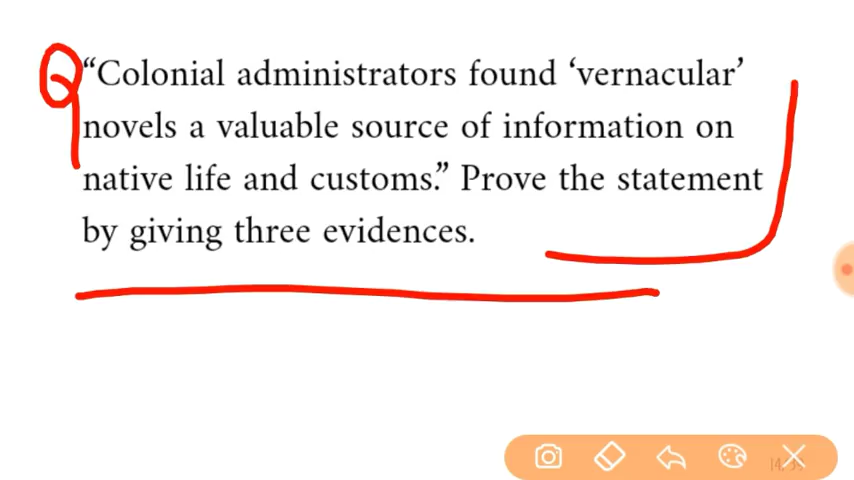 Q "Colonial administrators found 'vernacular'
novels a valuable source of information on
native life and customs." Prove the statement
by giving three evidences.